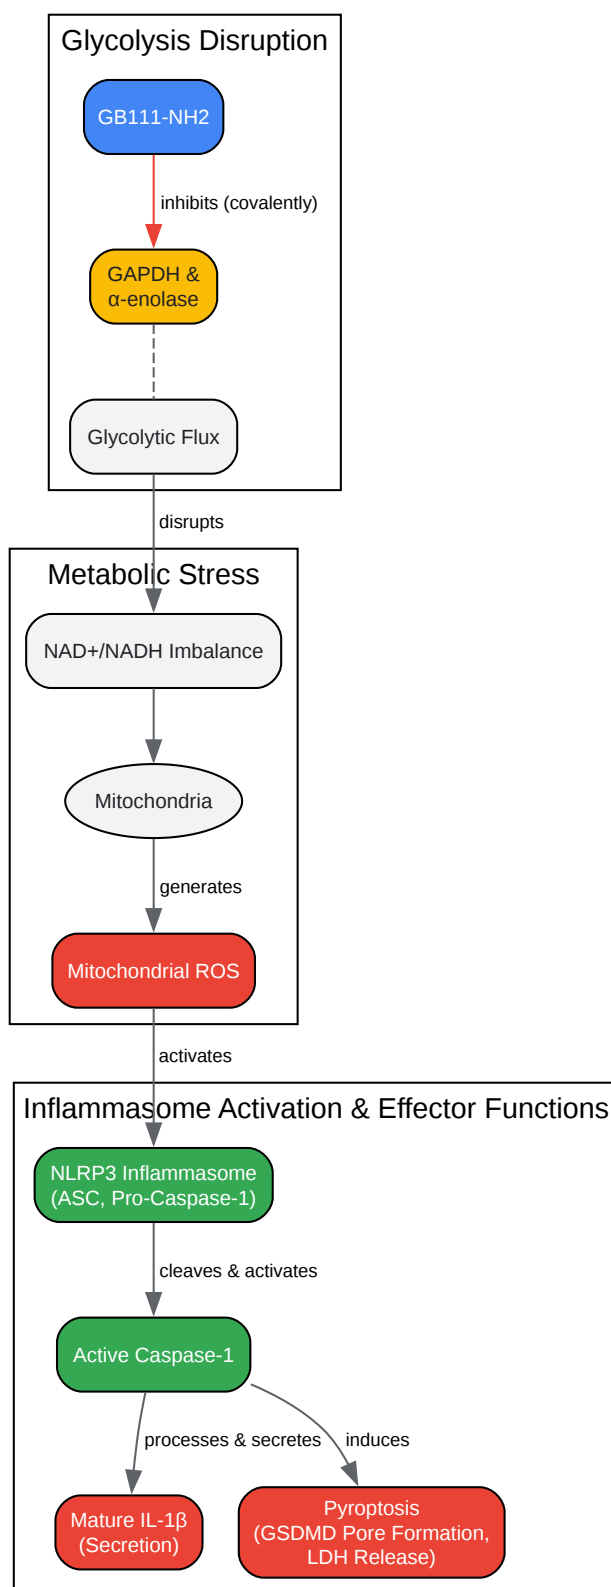 Glycolysis Disruption
GB111-NH2
inhibits (covalently)
GAPDH &
α-enolase
Glycolytic Flux
disrupts
Metabolic Stress
NAD+/NADH Imbalance
Mitochondria
generates
Mitochondrial ROS
activates
Inflammasome Activation & Effector Functions
NLRP3 Inflammasome
(ASC, Pro-Caspase-1)
cleaves & activates
Active Caspase-1
processes & secretes
induces
Mature IL-1β
(Secretion)
Pyroptosis
(GSDMD Pore Formation,
LDH Release)